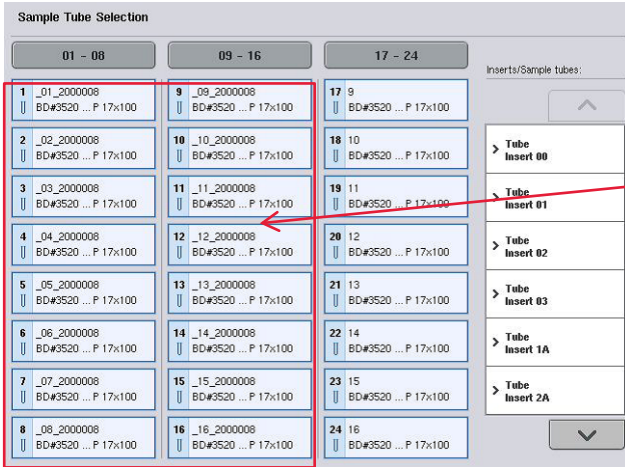 Sample Tube Selection
01 - 08
09 - 16
17 - 24
Inserts/Sample tubes:
1 _01_2000008
BD#3520 ... P 17x100
2 _02_2000008
BD#3520 ... P 17x100
3 _03_2000008
BD#3520 ... P 17x100
4 _04_2000008
BD#3520 ... P 17x100
5 _05_2000008
BD#3520 ... P 17x100
6 _06_2000008
BD#3520 ... P 17x100
7 _07_2000008
BD#3520 ... P 17x100
8 _08_2000008
BD#3520 ... P 17x100
9 _09_2000008
BD#3520 ... P 17x100
10 _10_2000008
BD#3520 ... P 17x100
11 _11_2000008
BD#3520 ... P 17x100
12 _12_2000008
BD#3520 ... P 17x100
13 _13_2000008
BD#3520 ... P 17x100
14 _14_2000008
BD#3520 ... P 17x100
15 _15_2000008
BD#3520 ... P 17x100
16 _16_2000008
BD#3520 ... P 17x100
17 9
BD#3520 ... P 17x100
18 10
BD#3520 ... P 17x100
19 11
BD#3520 ... P 17x100
20 12
BD#3520 ... P 17x100
21 13
BD#3520 ... P 17x100
22 14
BD#3520 ... P 17x100
23 15
BD#3520 ... P 17x100
24 16
BD#3520 ... P 17x100
Tube
Insert 00
Tube
Insert 01
Tube
Insert 02
Tube
Insert 03
Tube
Insert 1A
Tube
Insert 2A